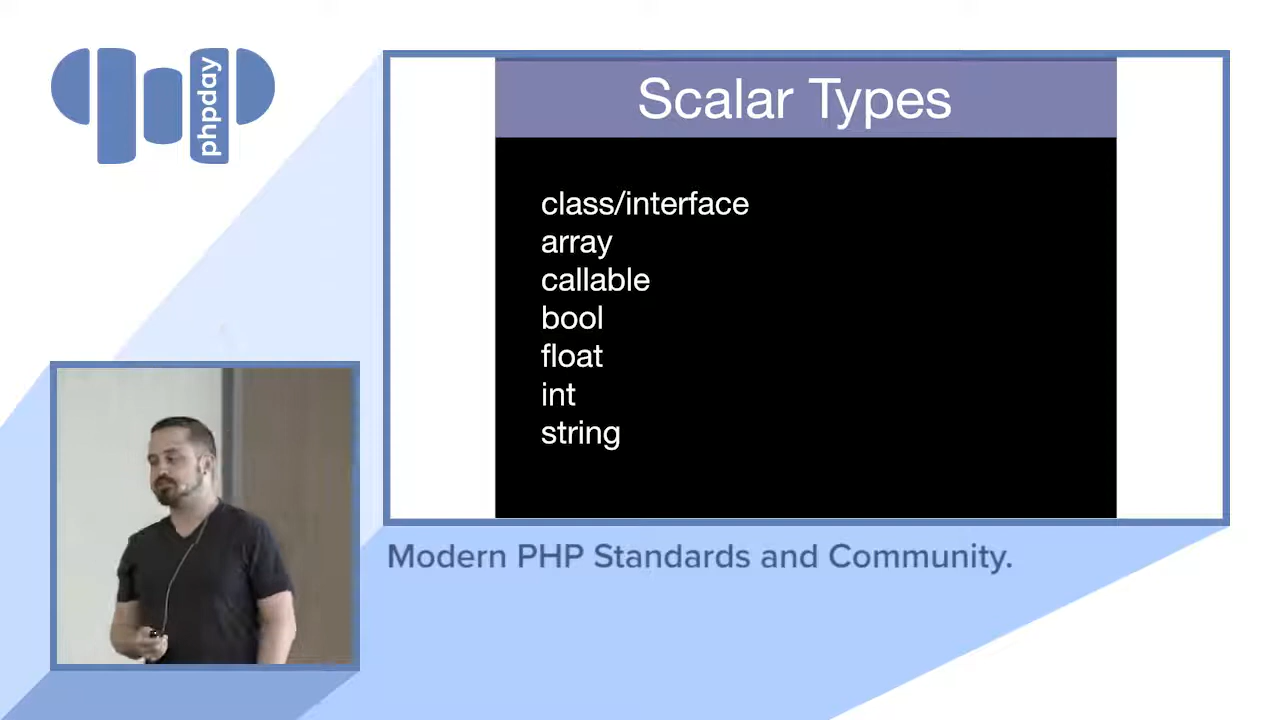 phpday
Scalar Types
class/interface
array
callable
bool
float
int
string
Modern PHP Standards and Community.